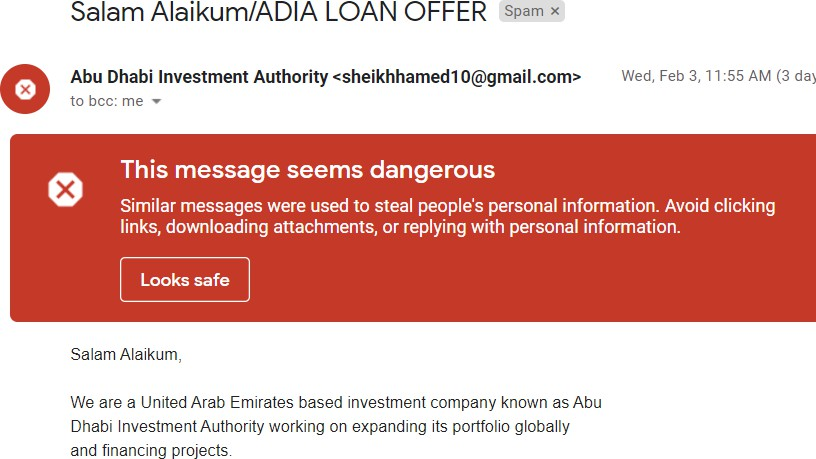 Salam Alaikum/ADIA LOAN OFFER Spam ×
Abu Dhabi Investment Authority <sheikhhamed10@gmail.com> Wed, Feb 3, 11:55 AM (3 day
to bcc: me
This message seems dangerous
Similar messages were used to steal people's personal information. Avoid clicking
links, downloading attachments, or replying with personal information.
Looks safe
Salam Alaikum,
We are a United Arab Emirates based investment company known as Abu
Dhabi Investment Authority working on expanding its portfolio globally
and financing projects.